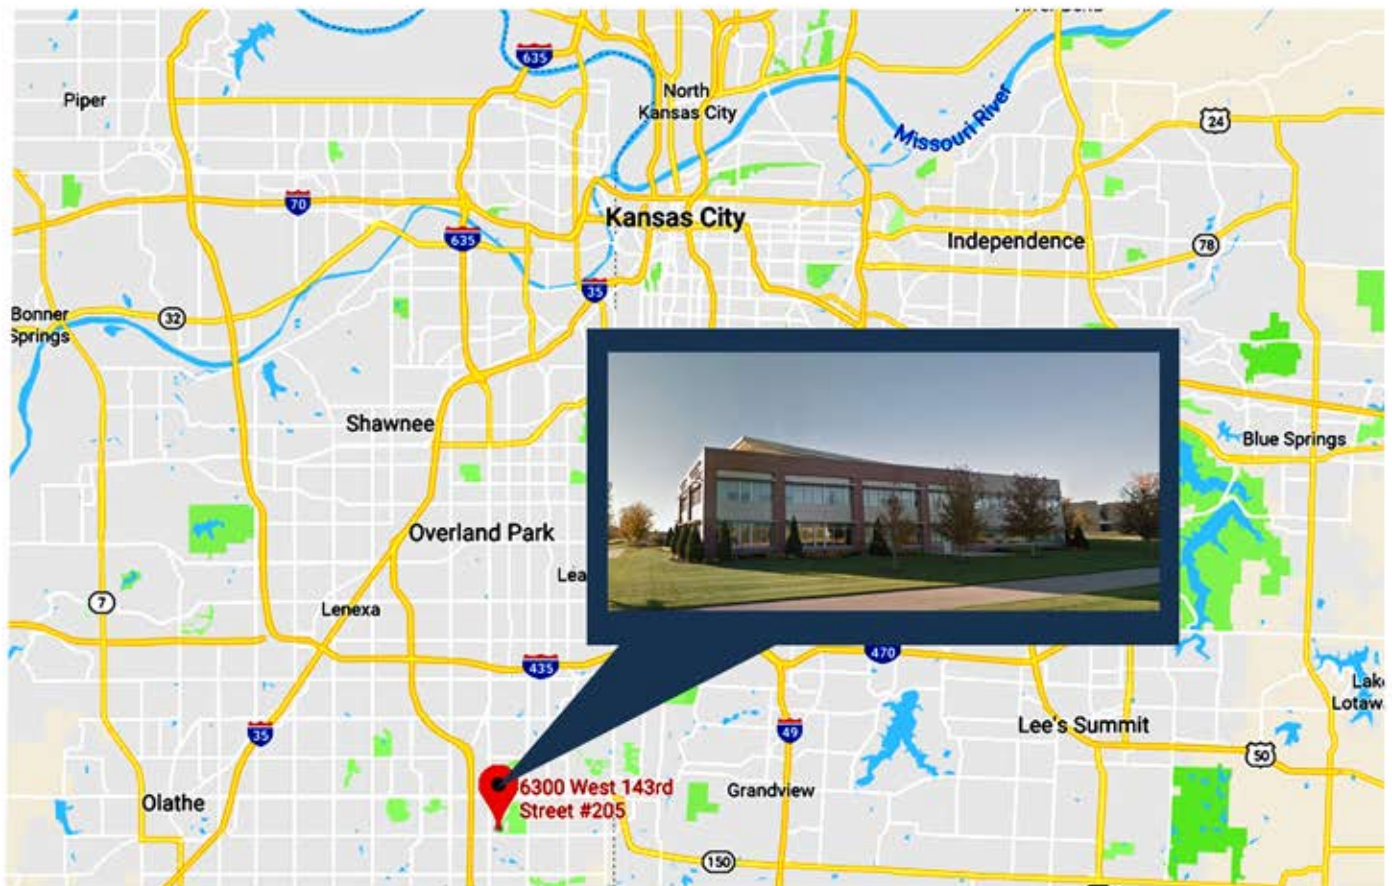 635
Piper
North
Kansas City
Missouri River
24
70
Kansas City
635
Independence
78
35
Bonner
Springs
32
Shawnee
Blue Springs
Overland Park
Lea
7
Lenexa
435
470
Lak
Lotaw
35
49
Lee's Summit
50
6300 West 143rd
Street #205
Grandview
Olathe
150